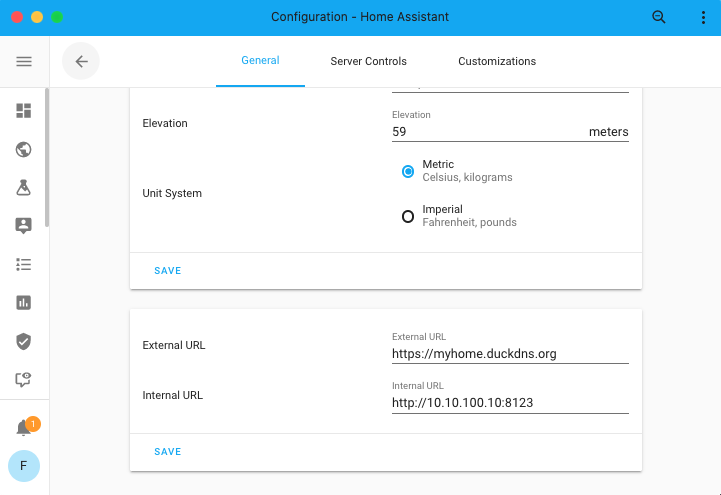 Configuration - Home Assistant
General Server Controls Customizations
Elevation
Elevation
59 meters
Unit System
Metric
Celsius, kilograms
Imperial
Fahrenheit, pounds
SAVE
External URL
External URL
https://myhome.duckdns.org
Internal URL
Internal URL
http://10.10.100.10:8123
SAVE
1
F